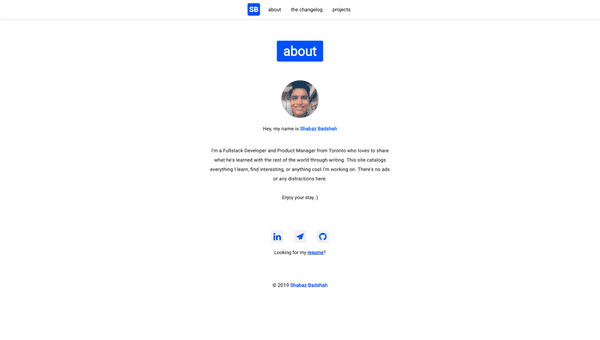 SB about the changelog projects
about
Hey, my name is Shabaz Badshah
I'm a Fullstack Developer and Product Manager from Toronto who loves to share
what he's learned with the rest of the world through writing. This site catalogs
everything I learn, find interesting, or anything cool I'm working on. There's no ads
or any distractions here.
Enjoy your stay :)
in
Looking for my resume?
© 2019 Shabaz Badshah